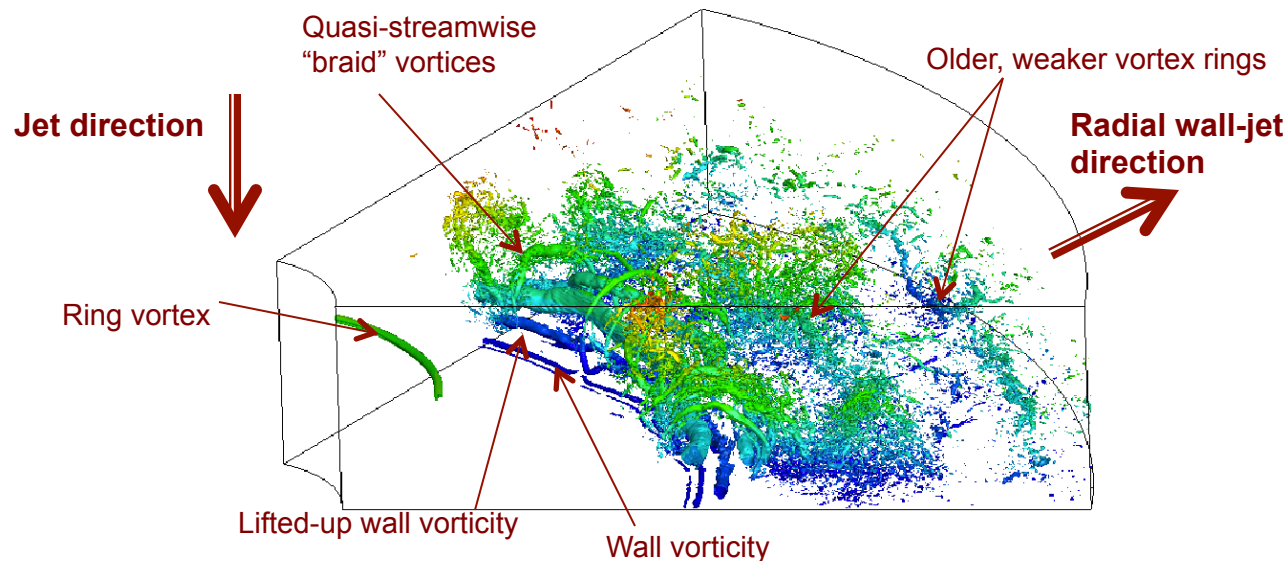 Quasi-streamwise
“braid” vortices
Older, weaker vortex rings
Jet direction
Radial wall-jet
direction
Ring vortex
Lifted-up wall vorticity
Wall vorticity